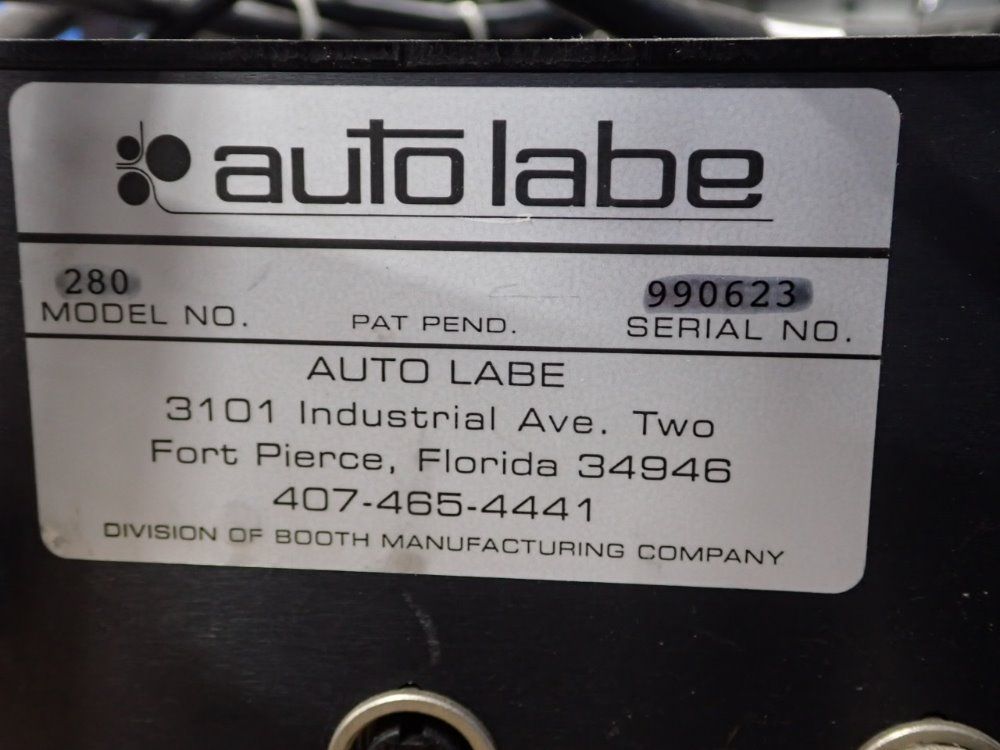 auto labe
280 990623
MODEL NO. PAT PEND. SERIAL NO.
AUTO LABE
3101 Industrial Ave. Two
Fort Pierce, Florida 34946
407-465-4441
DIVISION OF BOOTH MANUFACTURING COMPANY